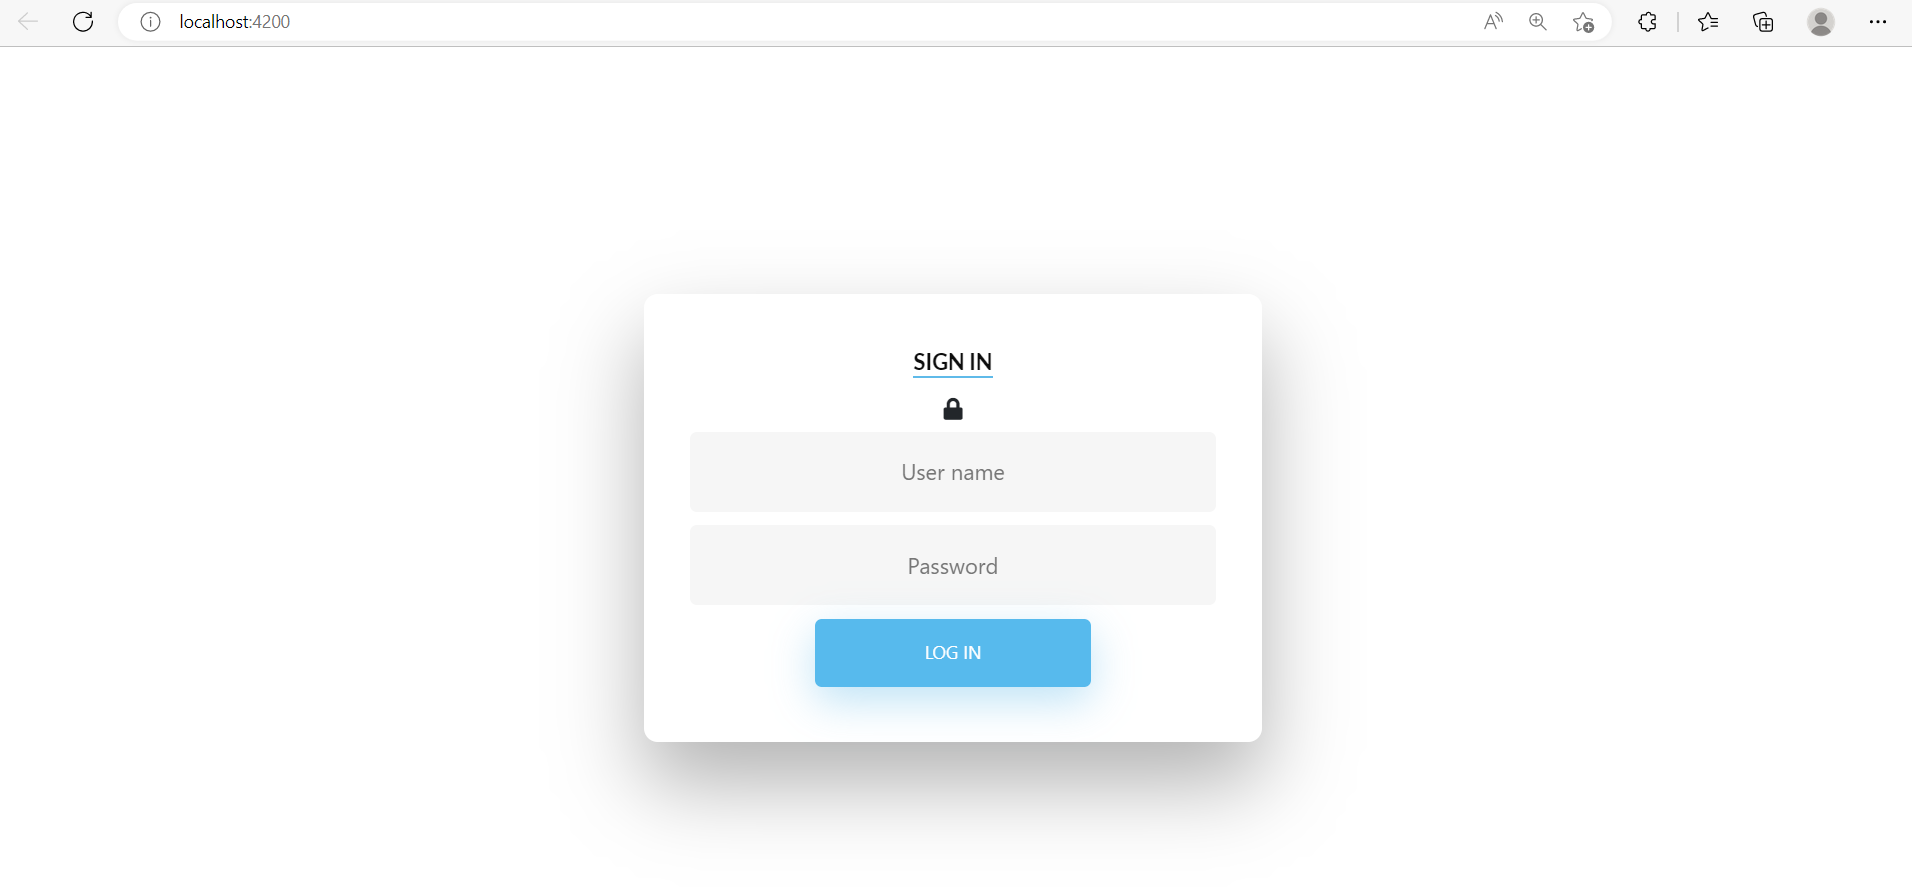 localhost:4200
SIGN IN
User name
Password
LOG IN